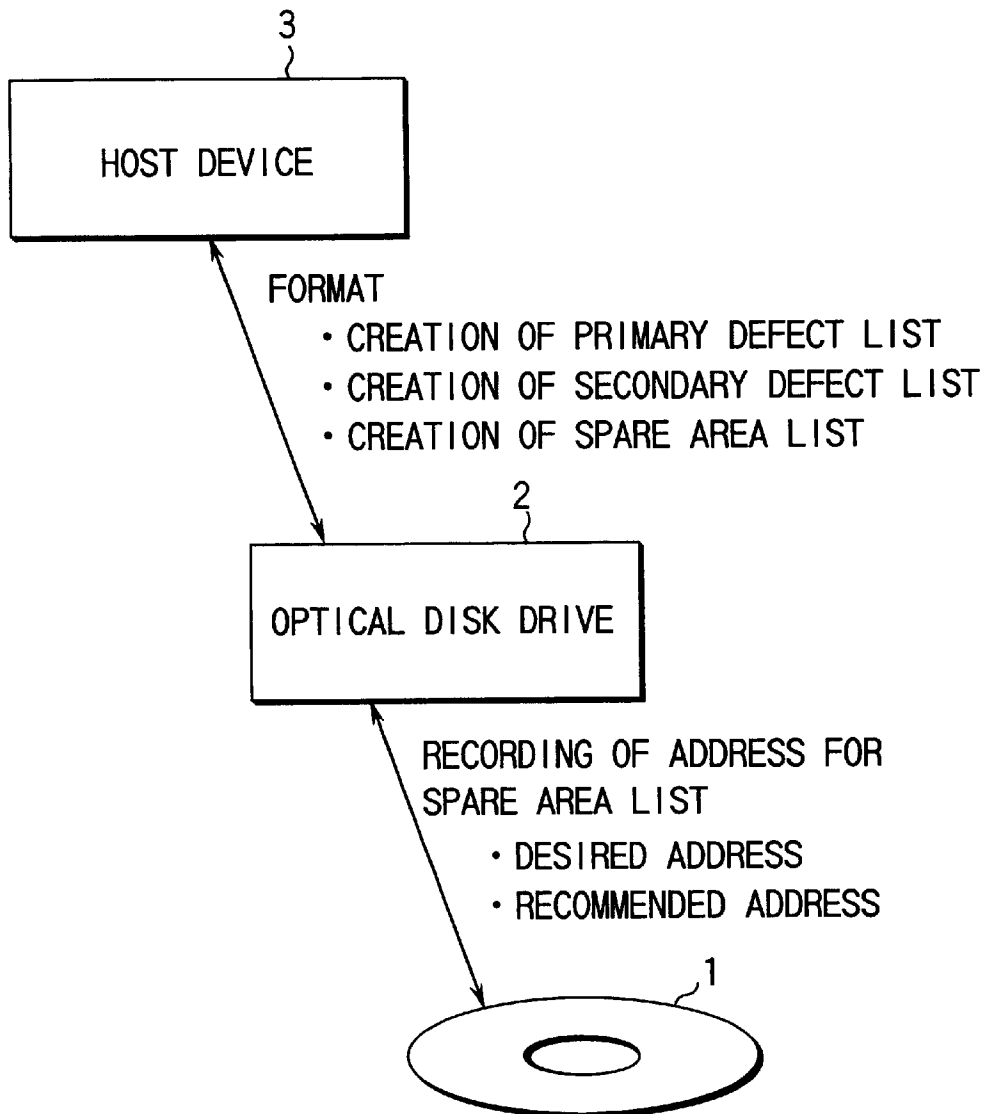 3
HOST DEVICE
FORMAT
・CREATION OF PRIMARY DEFECT LIST
・CREATION OF SECONDARY DEFECT LIST
・CREATION OF SPARE AREA LIST
2
OPTICAL DISK DRIVE
RECORDING OF ADDRESS FOR
SPARE AREA LIST
・DESIRED ADDRESS
・RECOMMENDED ADDRESS
1